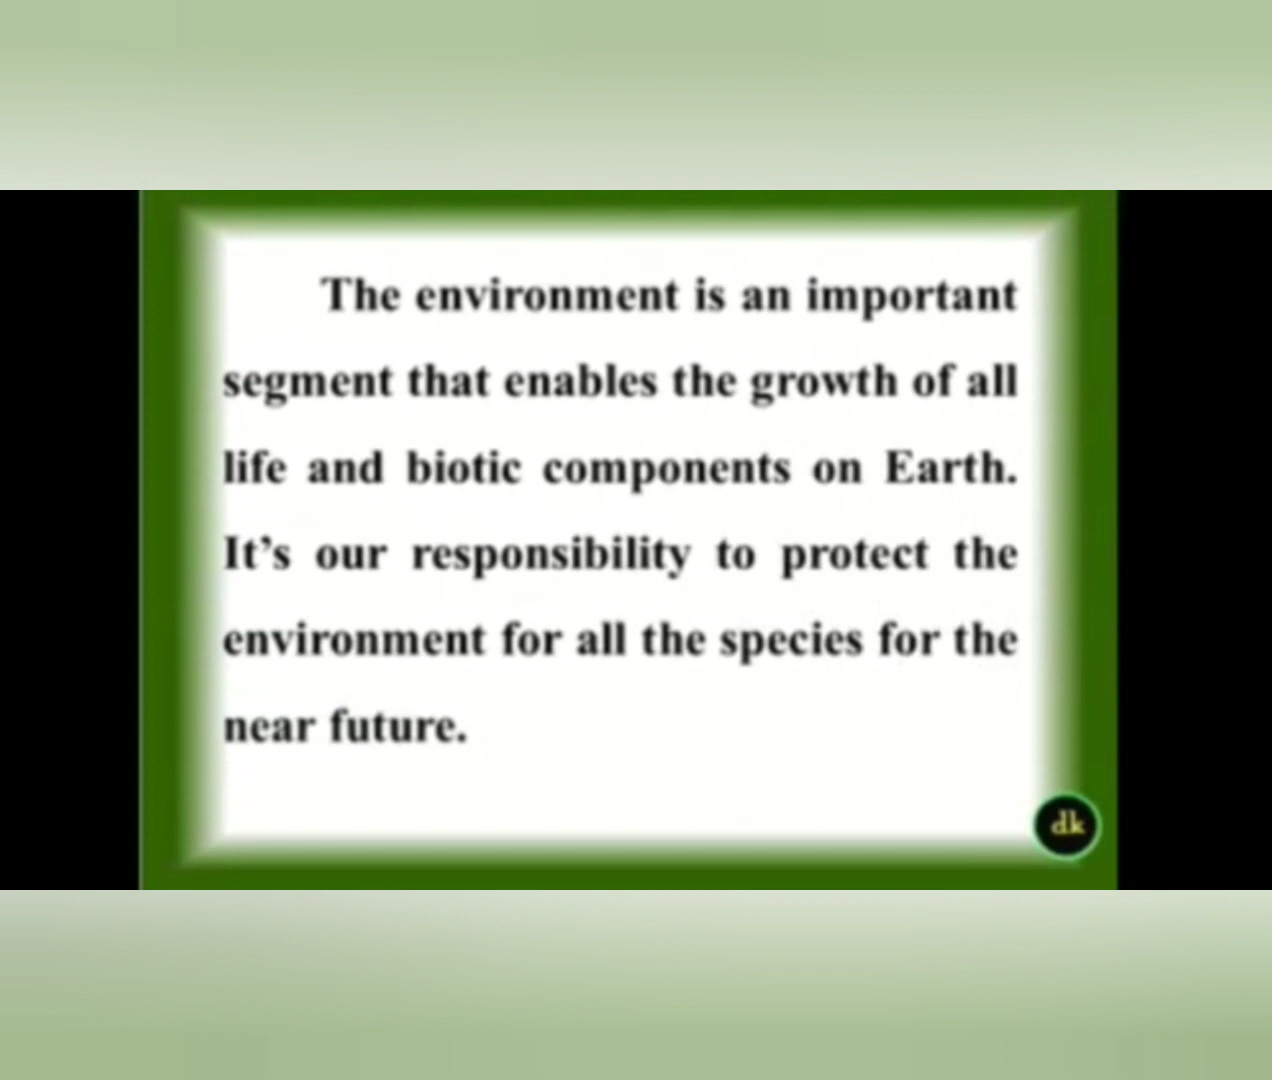 The environment is an important
segment that enables the growth of all
life and biotic components on Earth.
It’s our responsibility to protect the
environment for all the species for the
near future.
dk